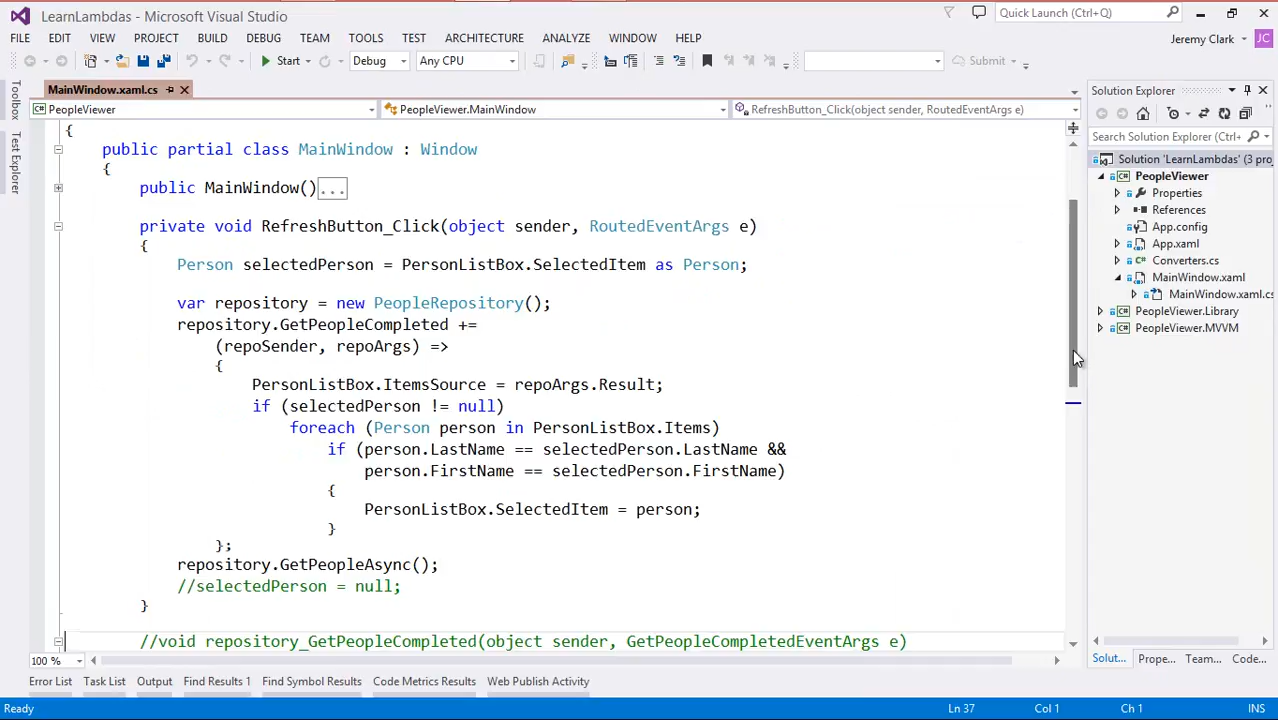 LearnLambdas - Microsoft Visual Studio
Quick Launch (Ctrl+Q)
FILE EDIT VIEW PROJECT BUILD DEBUG TEAM TOOLS TEST ARCHITECTURE ANALYZE WINDOW HELP
Jeremy Clark JC
Start Debug Any CPU Submit
Toolbox
Test Explorer
MainWindow.xaml.cs
PeopleViewer PeopleViewer.MainWindow RefreshButton_Click(object sender, RoutedEventArgs e)
{
public partial class MainWindow : Window
{
public MainWindow()...
private void RefreshButton_Click(object sender, RoutedEventArgs e)
{
Person selectedPerson = PersonListBox.SelectedItem as Person;
var repository = new PeopleRepository();
repository.GetPeopleCompleted +=
(repoSender, repoArgs) =>
{
PersonListBox.ItemsSource = repoArgs.Result;
if (selectedPerson != null)
foreach (Person person in PersonListBox.Items)
if (person.LastName == selectedPerson.LastName &&
person.FirstName == selectedPerson.FirstName)
{
PersonListBox.SelectedItem = person;
}
};
repository.GetPeopleAsync();
//selectedPerson = null;
}
//void repository_GetPeopleCompleted(object sender, GetPeopleCompletedEventArgs e)
100 %
Solution Explorer
Search Solution Explorer (Ctrl+
Solution 'LearnLambdas' (3 proj
PeopleViewer
Properties
References
App.config
App.xaml
Converters.cs
MainWindow.xaml
MainWindow.xaml.cs
PeopleViewer.Library
PeopleViewer.MVVM
Solut... Prope... Team... Code...
Error List Task List Output Find Results 1 Find Symbol Results Code Metrics Results Web Publish Activity
Ready Ln 37 Col 1 Ch 1 INS